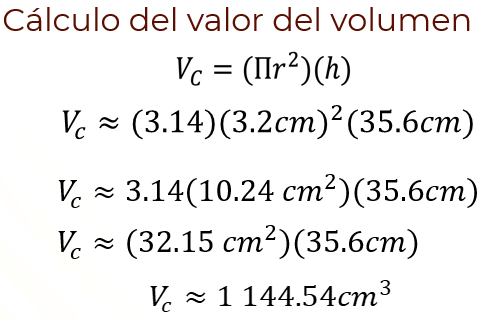 Cálculo del valor del volumen
V_C = (Πr²)(h)
V_c ≈ (3.14)(3.2cm)²(35.6cm)
V_c ≈ 3.14(10.24 cm²)(35.6cm)
V_c ≈ (32.15 cm²)(35.6cm)
V_c ≈ 1 144.54cm³